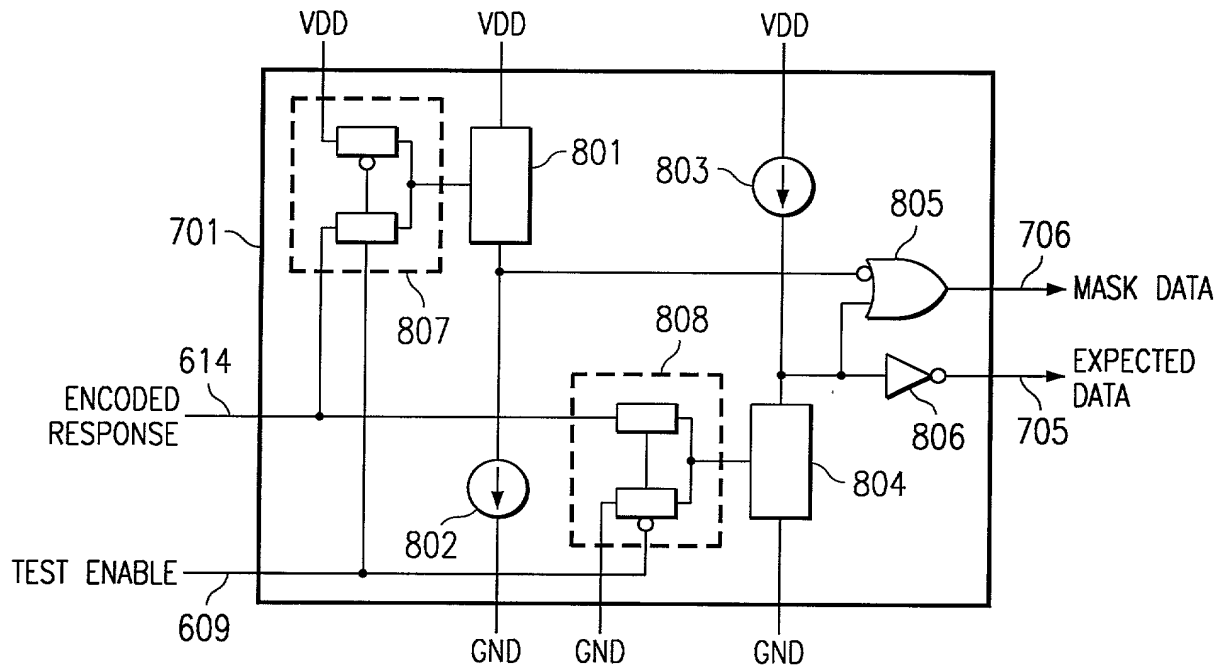 VDD
VDD
VDD
801
803
805
701
706
MASK DATA
807
808
614
EXPECTED
DATA
ENCODED
RESPONSE
806
705
804
802
TEST ENABLE
609
GND
GND
GND